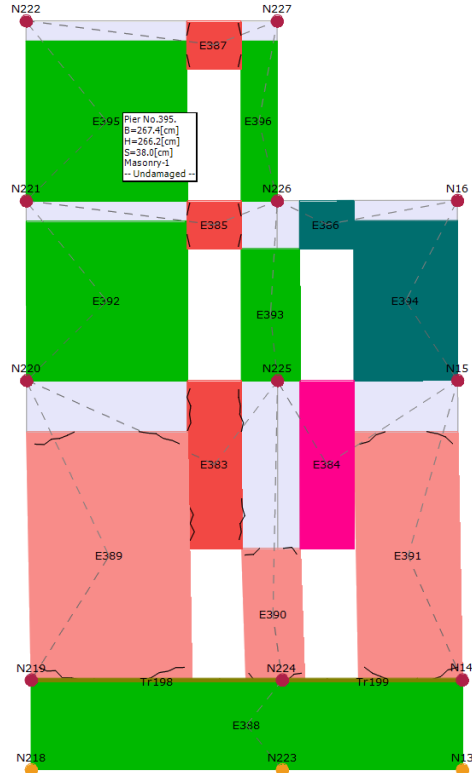 N222 N227
E387
E395 E396
Pier No.395.
B=267.4[cm]
H=266.2[cm]
S=38.0[cm]
Masonry-1
-- Undamaged --
N221 N226 N16
E385 E386
E392 E393 E394
N220 N225 N15
E383 E384
E389 E391
E390
N219 N224 N14
Tr198 Tr199
E388
N218 N223 N13